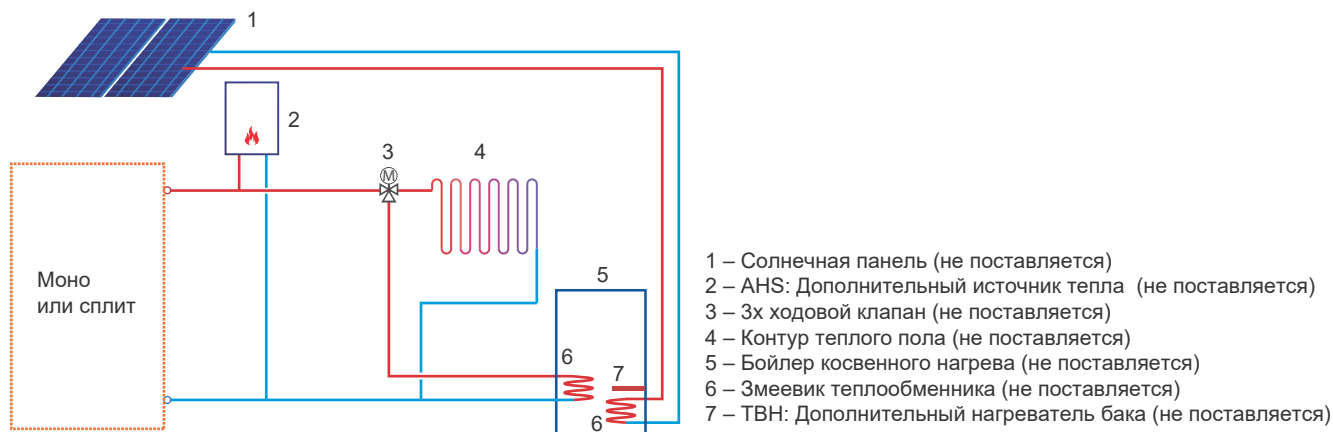 1
2
3
4
Моно
или сплит
5
6
7
6
M
1 – Солнечная панель (не поставляется)
2 – AHS: Дополнительный источник тепла (не поставляется)
3 – 3х ходовой клапан (не поставляется)
4 – Контур теплого пола (не поставляется)
5 – Бойлер косвенного нагрева (не поставляется)
6 – Змеевик теплообменника (не поставляется)
7 – TBH: Дополнительный нагреватель бака (не поставляется)